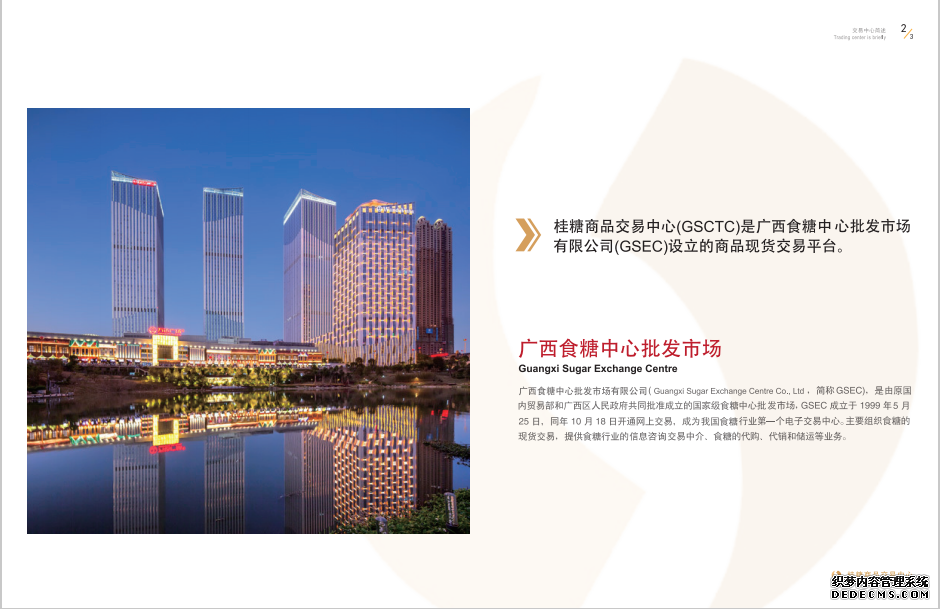 交易中心简述
Trading center is briefly
2/3
桂糖商品交易中心(GSCTC)是广西食糖中心批发市场
有限公司(GSEC)设立的商品现货交易平台。
广西食糖中心批发市场
Guangxi Sugar Exchange Centre
广西食糖中心批发市场有限公司( Guangxi Sugar Exchange Centre Co., Ltd ，简称 GSEC)，是由原国
内贸易部和广西区人民政府共同批准成立的国家级食糖中心批发市场, GSEC 成立于 1999 年 5 月
25 日，同年 10 月 18 日开通网上交易，成为我国食糖行业第一个电子交易中心。主要组织食糖的
现货交易，提供食糖行业的信息咨询交易中介、食糖的代购、代销和储运等业务。
织梦内容管理系统
DEDECMS.COM